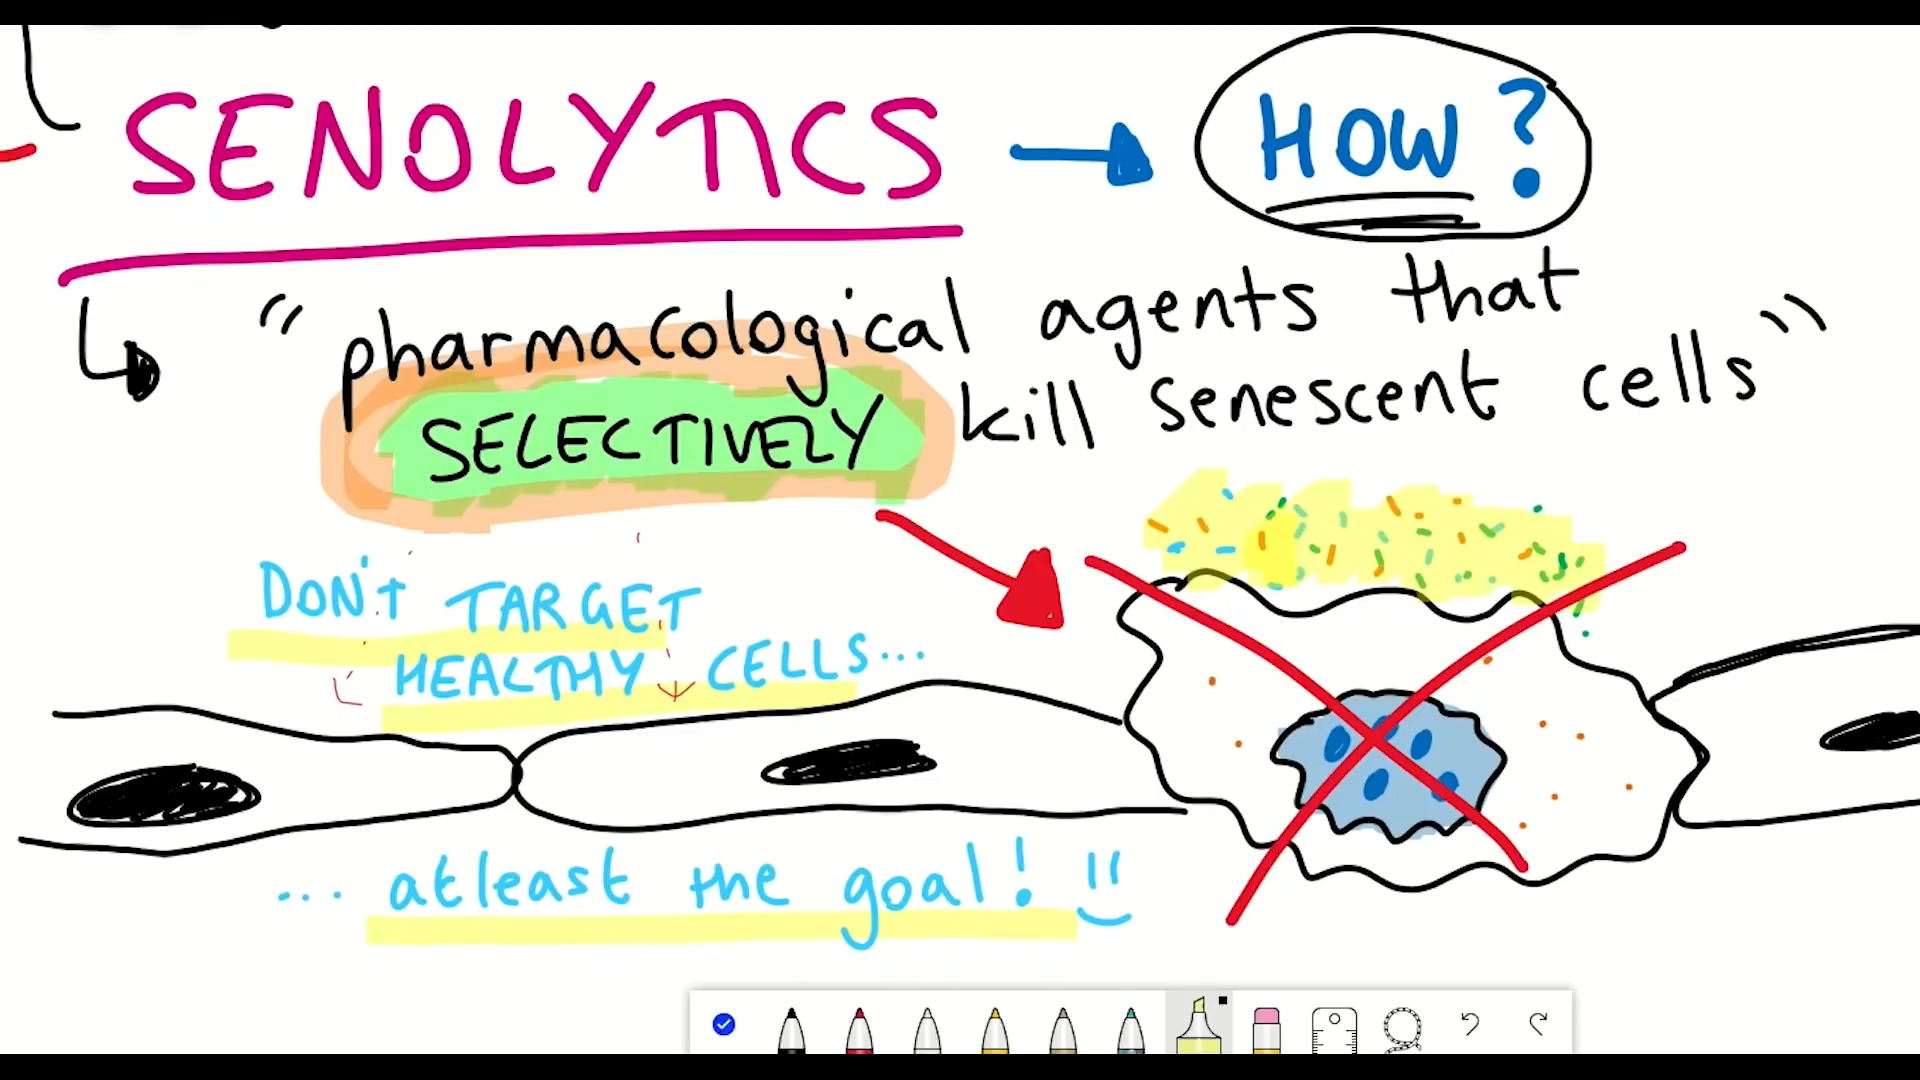 SENOLYTICS → HOW?
"pharmacological agents that
SELECTIVELY kill senescent cells"
DON'T TARGET
HEALTHY CELLS...
... atleast the goal!